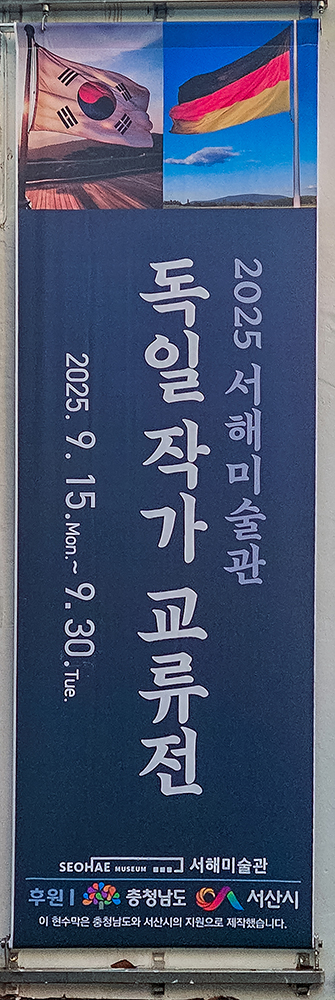 2025 서해미술관
독일 작가 교류전
2025. 9. 15.Mon.~ 9.30.Tue.
SEOHAE MUSEUM 서해미술관
후원 | 충청남도 서산시
이 현수막은 충청남도와 서산시의 지원으로 제작했습니다.